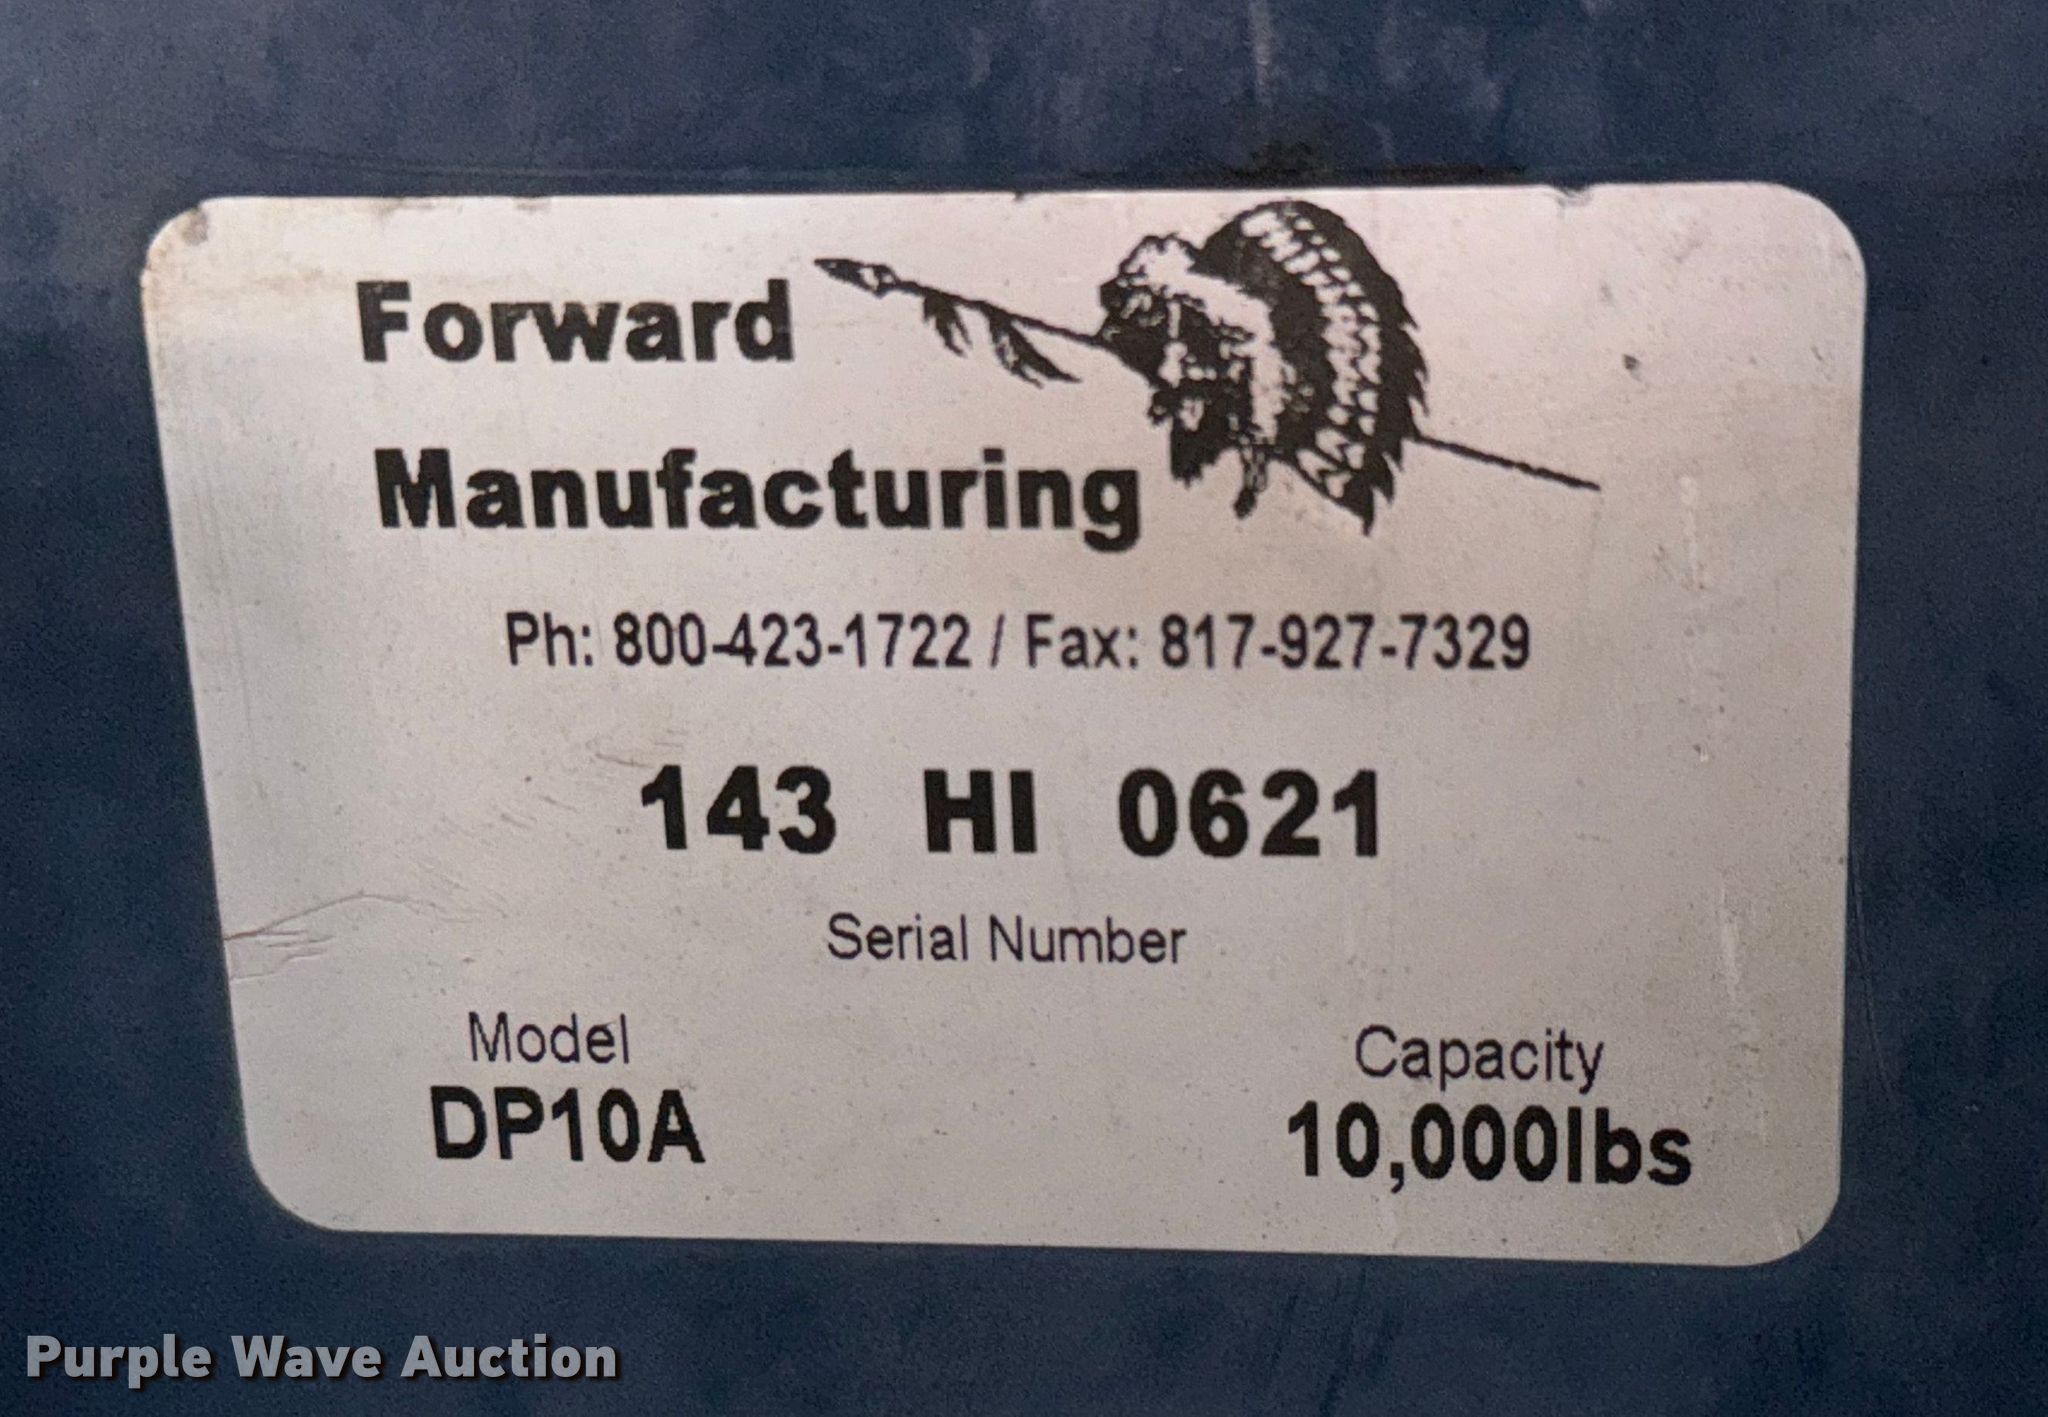 Forward
Manufacturing
Ph: 800-423-1722 / Fax: 817-927-7329
143 HI 0621
Serial Number
Model
DP10A
Capacity
10,000lbs
Purple Wave Auction